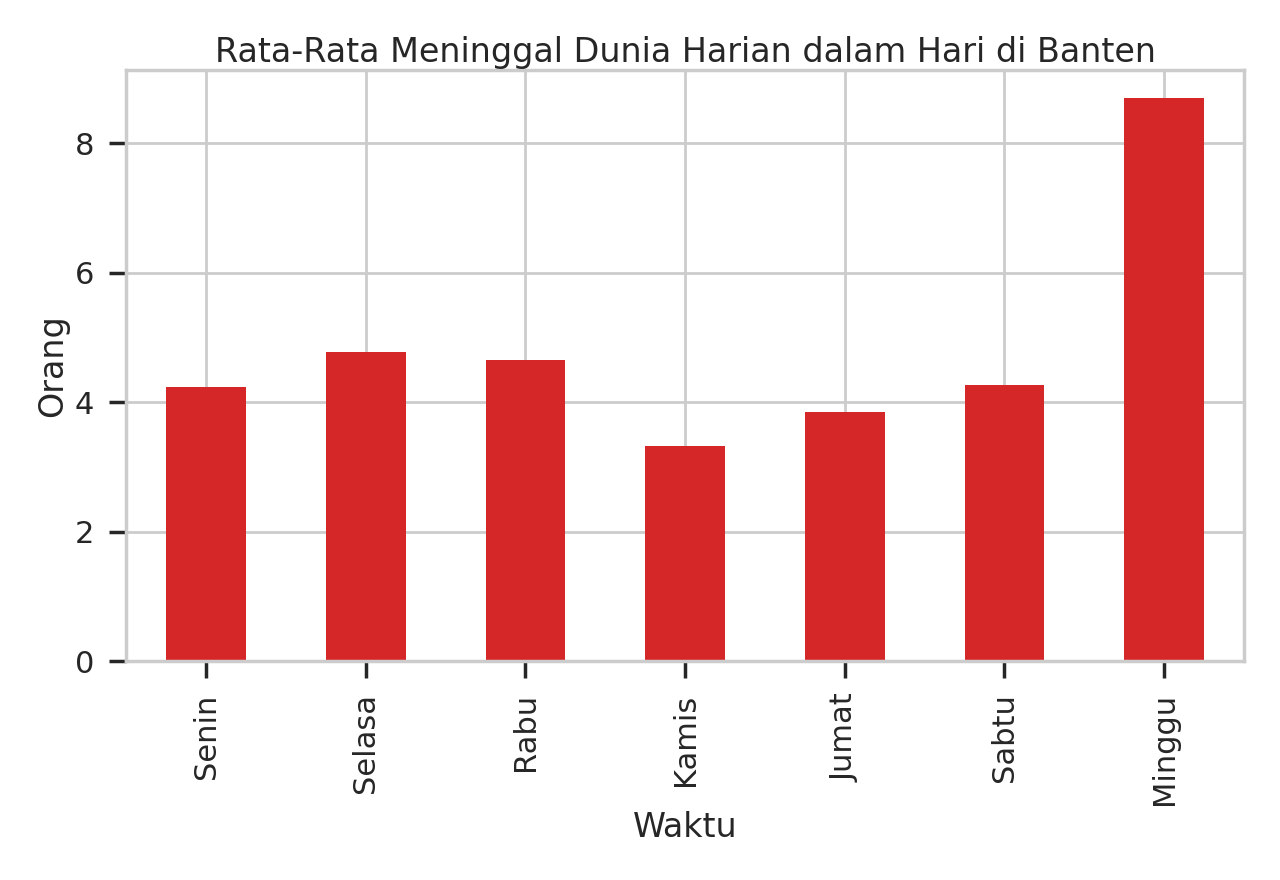 Rata-Rata Meninggal Dunia Harian dalam Hari di Banten
Orang
8
6
4
2
0
Senin
Selasa
Rabu
Kamis
Jumat
Sabtu
Minggu
Waktu